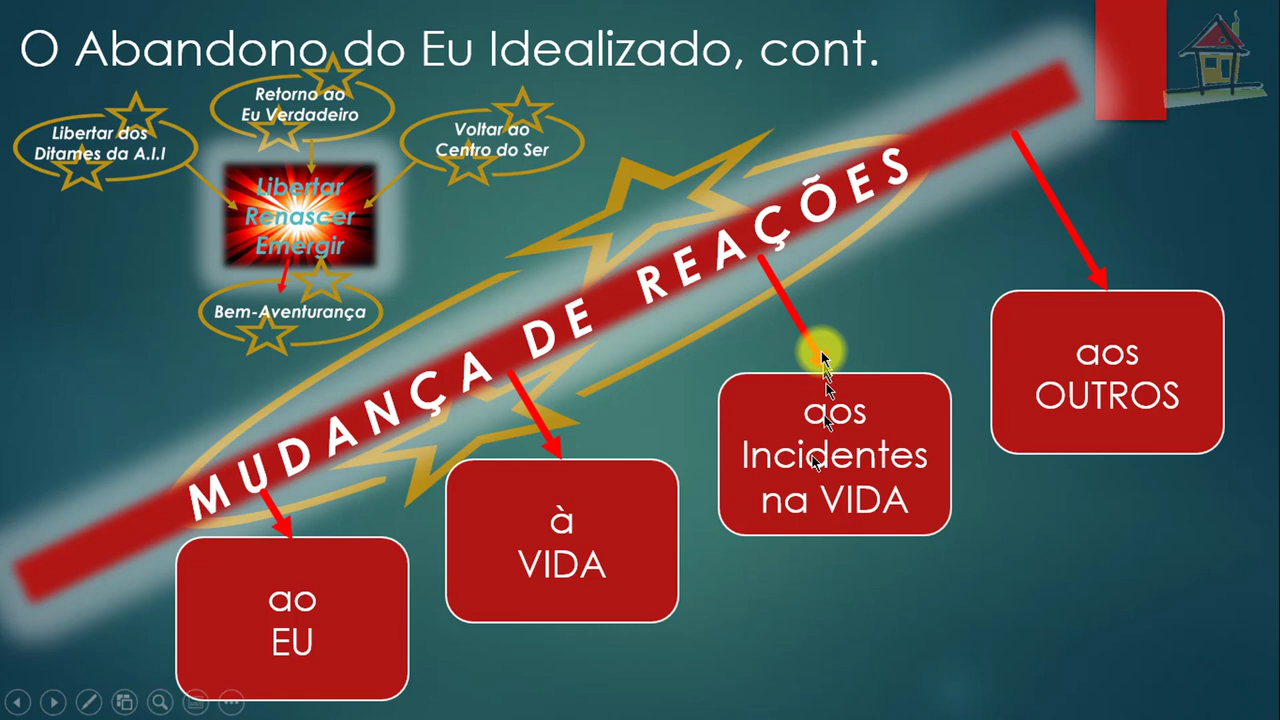 O Abandono do Eu Idealizado, cont.
Libertar dos
Ditames da A.I.I
Retorno ao
Eu Verdadeiro
Voltar ao
Centro do Ser
Libertar
Renascer
Emergir
Bem-Aventurança
MUDANÇA DE REAÇÕES
ao
EU
à
VIDA
aos
Incidentes
na VIDA
aos
OUTROS